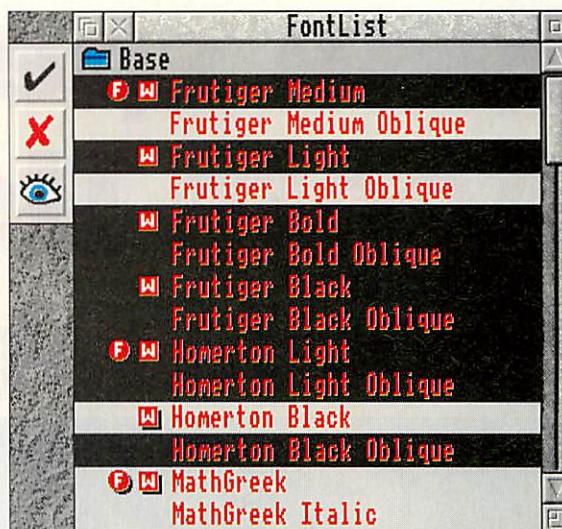 FontList
Base
F W Frutiger Medium
Frutiger Medium Oblique
W Frutiger Light
Frutiger Light Oblique
W Frutiger Bold
Frutiger Bold Oblique
W Frutiger Black
Frutiger Black Oblique
F W Homerton Light
Homerton Light Oblique
W Homerton Black
Homerton Black Oblique
F W MathGreek
MathGreek Italic